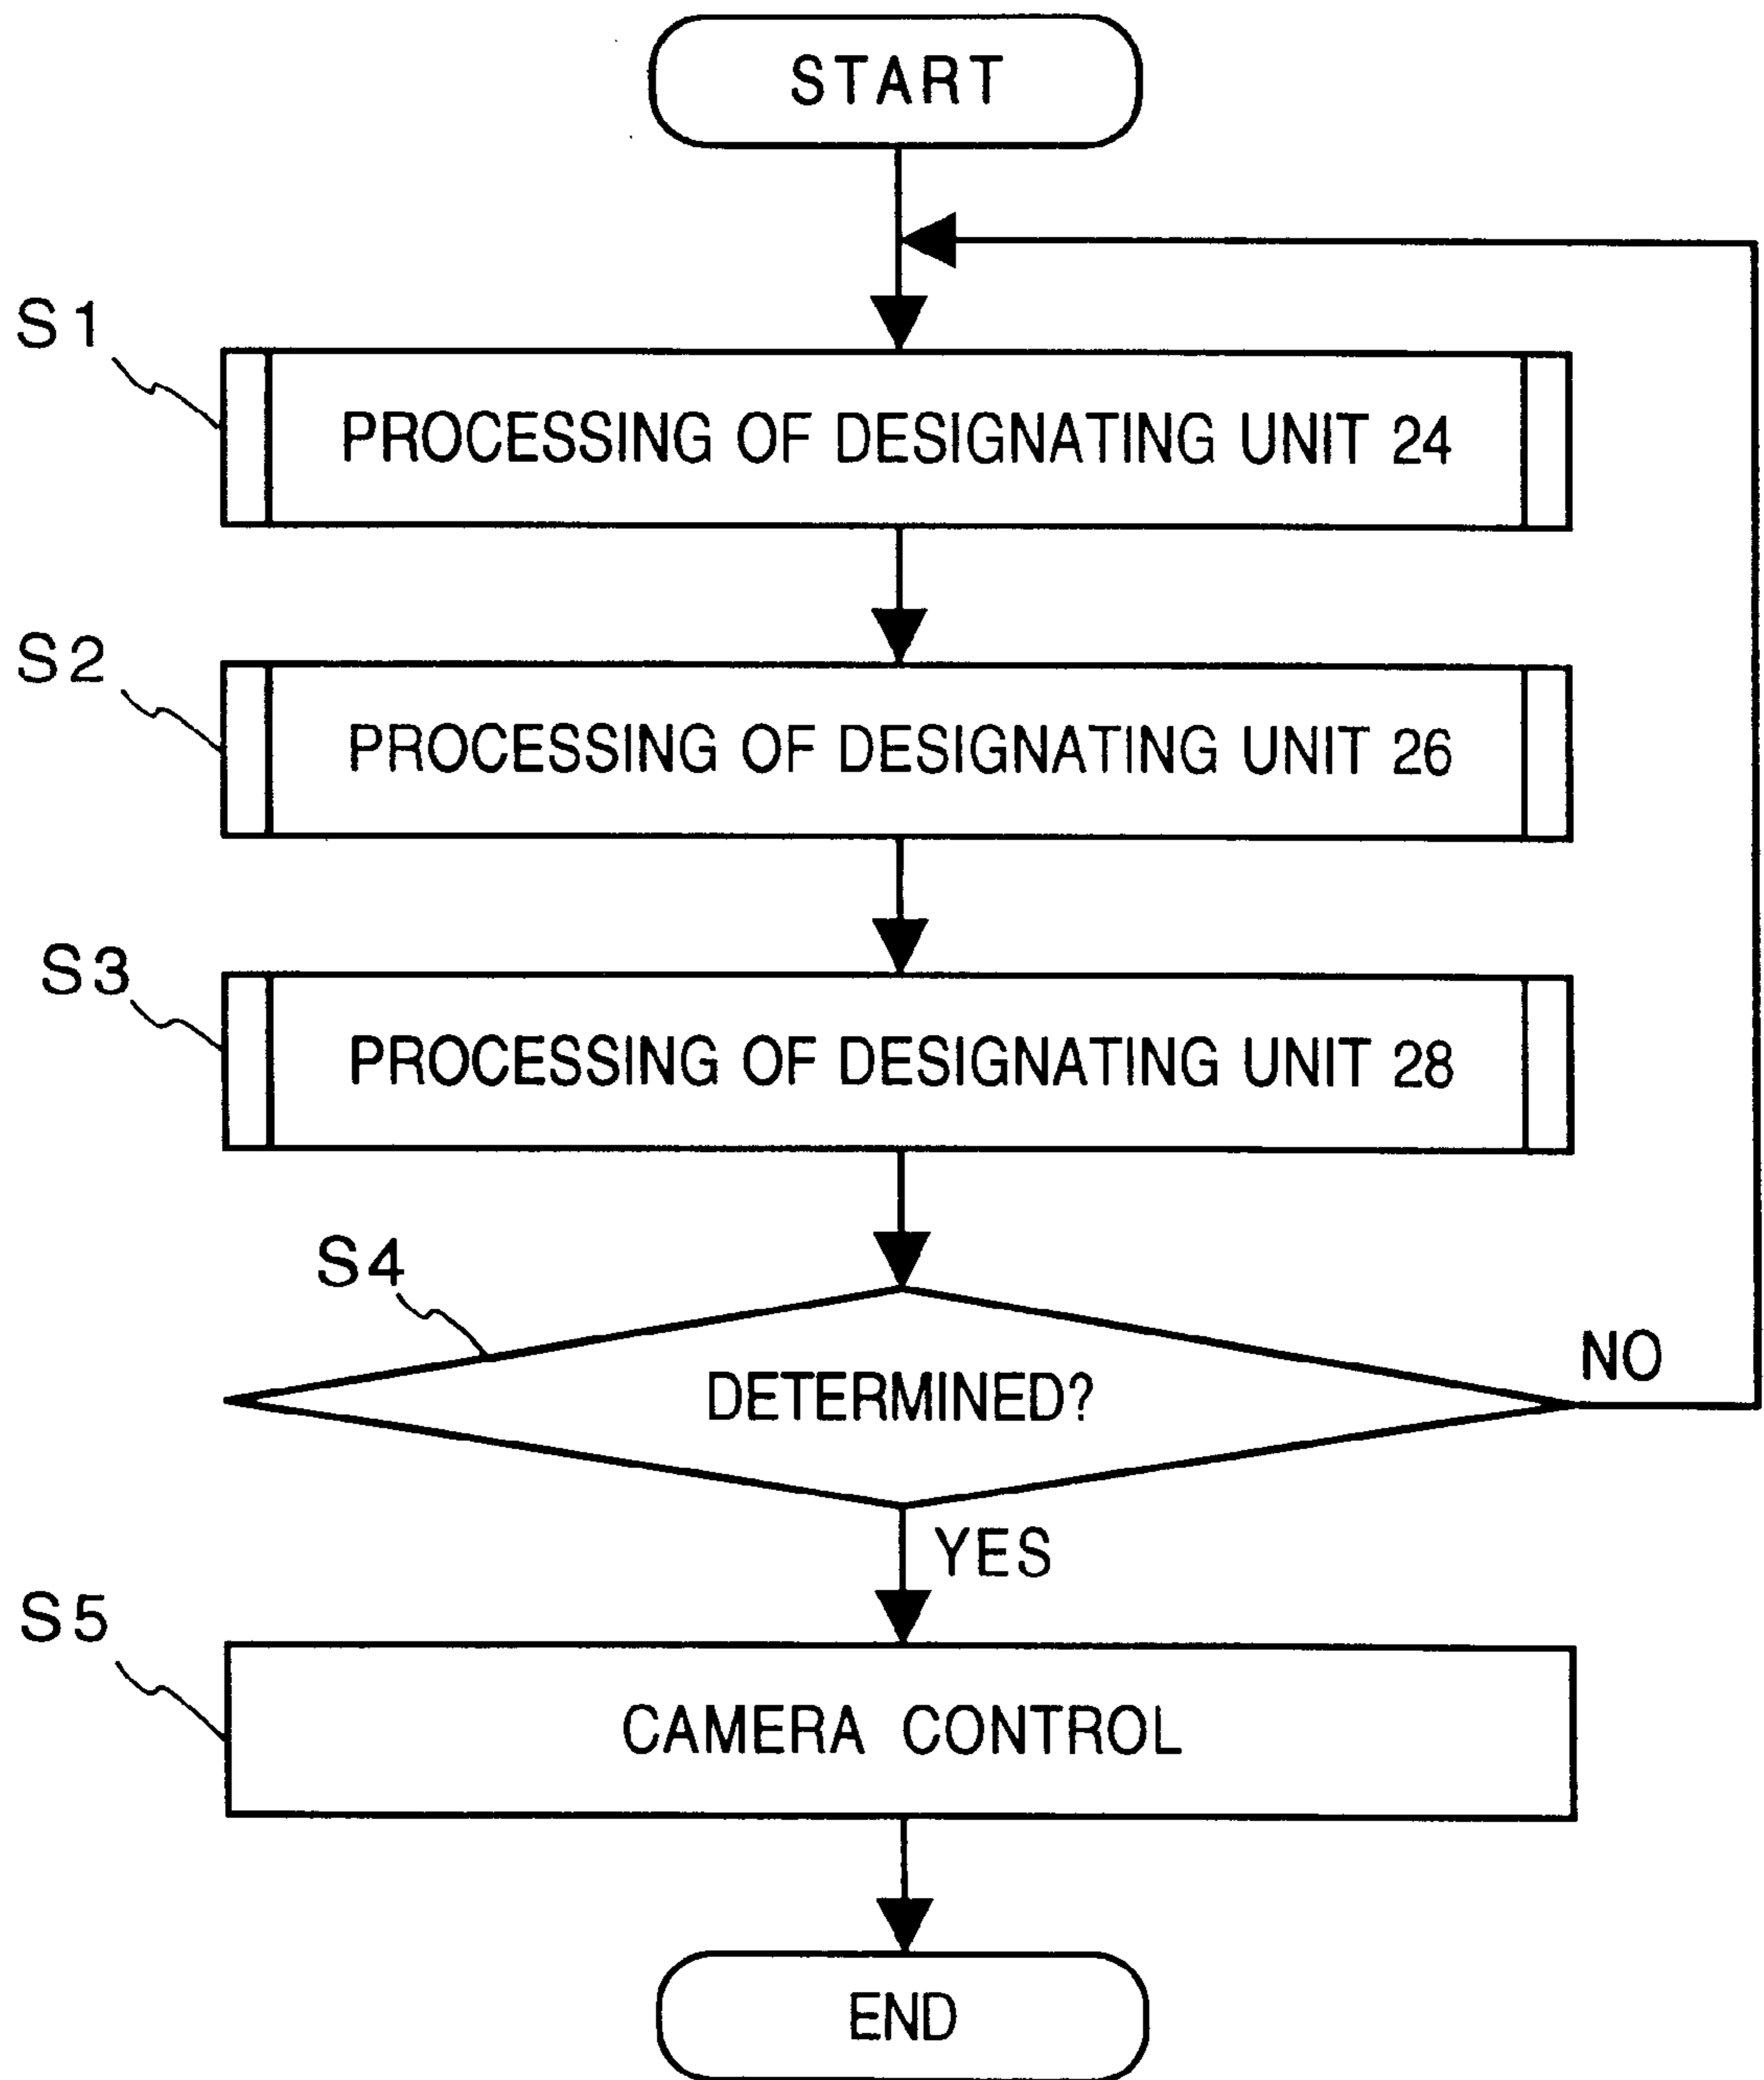 START
S1
PROCESSING OF DESIGNATING UNIT 24
S2
PROCESSING OF DESIGNATING UNIT 26
S3
PROCESSING OF DESIGNATING UNIT 28
S4
DETERMINED?
NO
YES
S5
CAMERA CONTROL
END